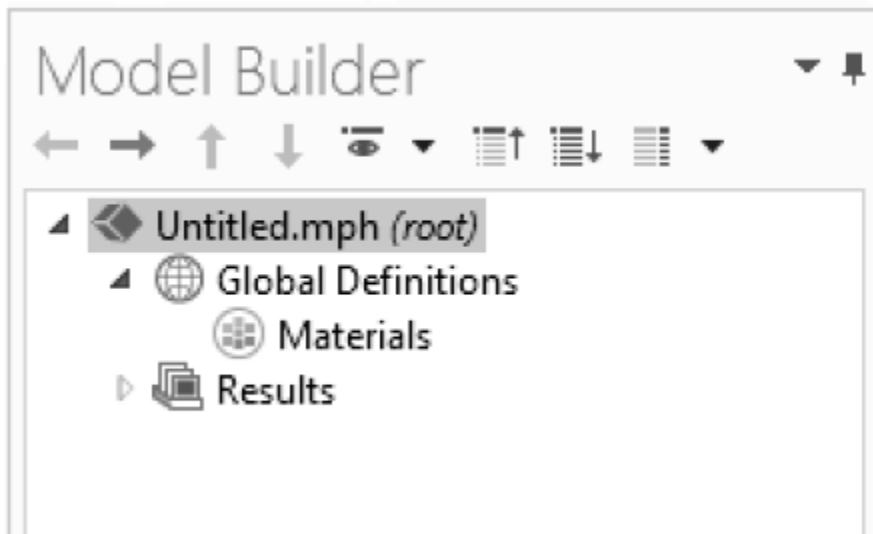 Model Builder
Untitled.mph (root)
Global Definitions
Materials
Results